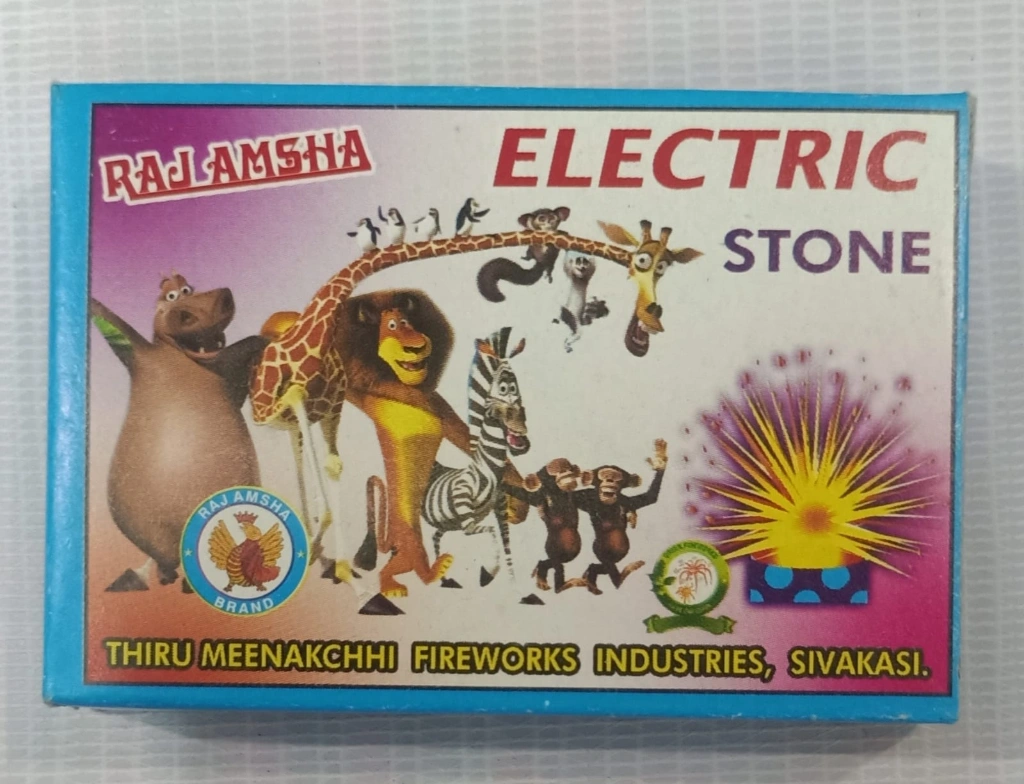 RAJ AMSHA
ELECTRIC
STONE
RAJ AMSHA
BRAND
THIRU MEENAKCHHI FIREWORKS INDUSTRIES, SIVAKASI.